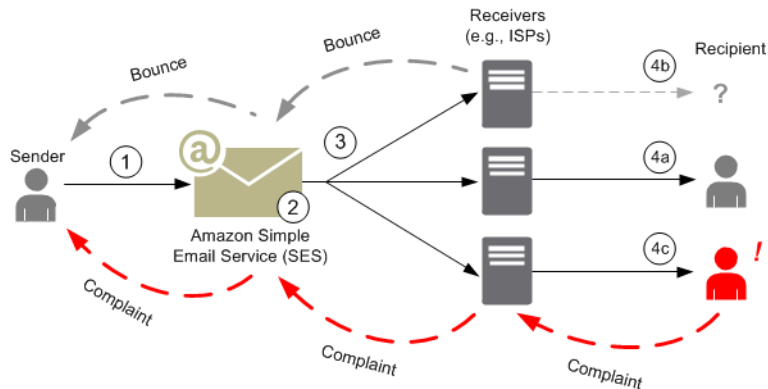 Receivers
(e.g., ISPs)
Recipient
Bounce
Bounce
4b
?
Sender
1
@
3
4a
2
Amazon Simple
Email Service (SES)
4c
!
Complaint
Complaint
Complaint